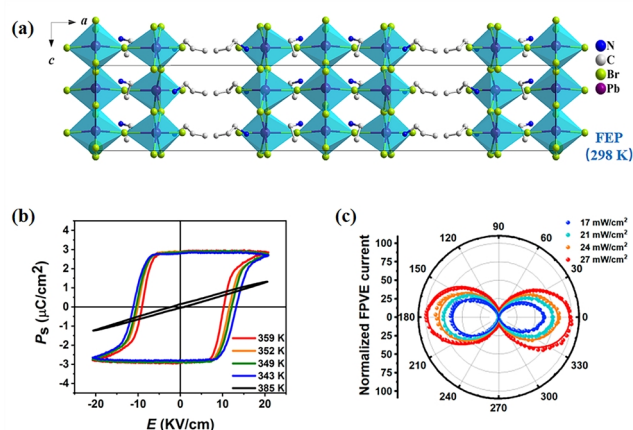 (a)
a
c
N
C
Br
Pb
FEP
(298 K)
(b)
Ps (μC/cm²)
4
3
2
1
0
-1
-2
-3
-4
359 K
352 K
349 K
343 K
385 K
-20 -10 0 10 20
E (KV/cm)
(c)
17 mW/cm²
21 mW/cm²
24 mW/cm²
27 mW/cm²
Normalized FPVE current
100
75
50
25
0
25
50
75
100
90
120 60
150 30
180 0
210 330
240 300
270